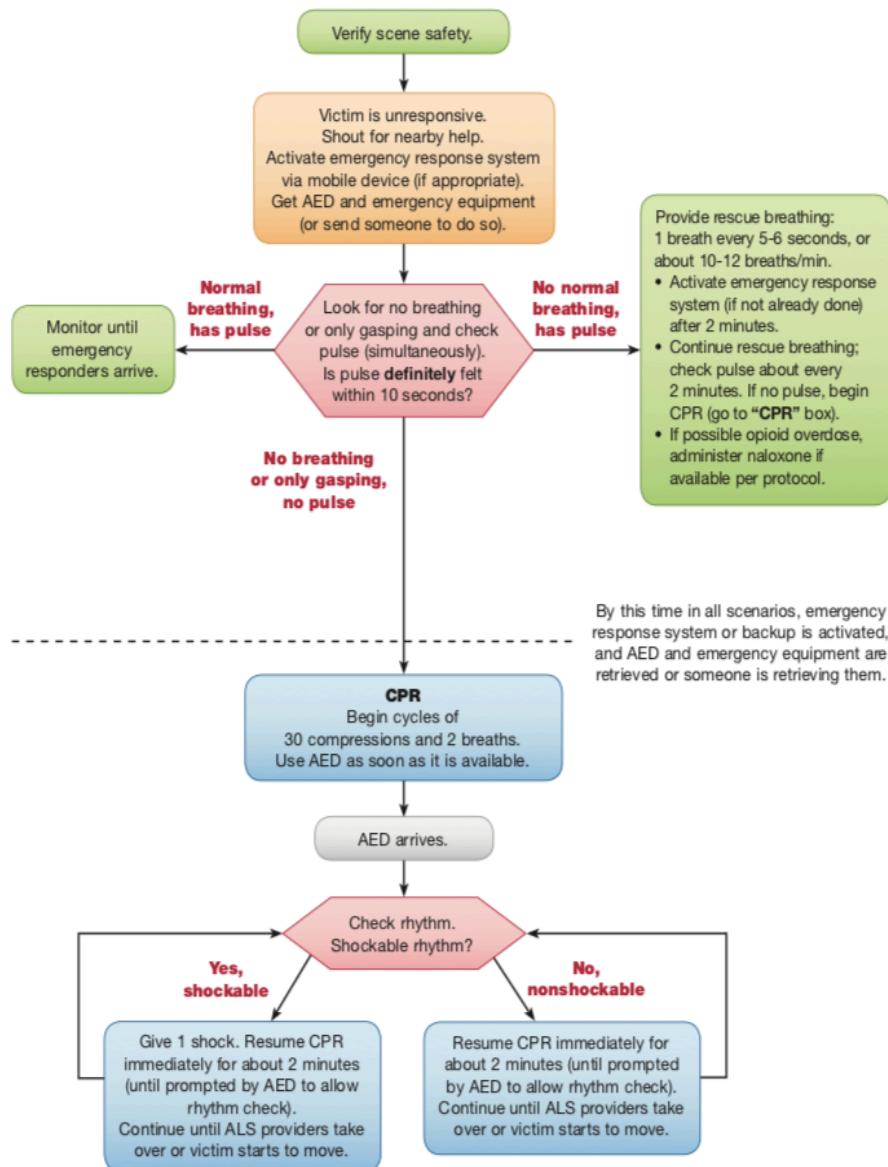 Verify scene safety.
Victim is unresponsive.
Shout for nearby help.
Activate emergency response system
via mobile device (if appropriate).
Get AED and emergency equipment
(or send someone to do so).
Normal
breathing,
has pulse
Monitor until
emergency
responders arrive.
Look for no breathing
or only gasping and check
pulse (simultaneously).
Is pulse definitely felt
within 10 seconds?
No normal
breathing,
has pulse
Provide rescue breathing:
1 breath every 5-6 seconds, or
about 10-12 breaths/min.
• Activate emergency response
system (if not already done)
after 2 minutes.
• Continue rescue breathing;
check pulse about every
2 minutes. If no pulse, begin
CPR (go to “CPR” box).
• If possible opioid overdose,
administer naloxone if
available per protocol.
No breathing
or only gasping,
no pulse
By this time in all scenarios, emergency
response system or backup is activated,
and AED and emergency equipment are
retrieved or someone is retrieving them.
CPR
Begin cycles of
30 compressions and 2 breaths.
Use AED as soon as it is available.
AED arrives.
Check rhythm.
Shockable rhythm?
Yes,
shockable
No,
nonshockable
Give 1 shock. Resume CPR
immediately for about 2 minutes
(until prompted by AED to allow
rhythm check).
Continue until ALS providers take
over or victim starts to move.
Resume CPR immediately for
about 2 minutes (until prompted
by AED to allow rhythm check).
Continue until ALS providers take
over or victim starts to move.